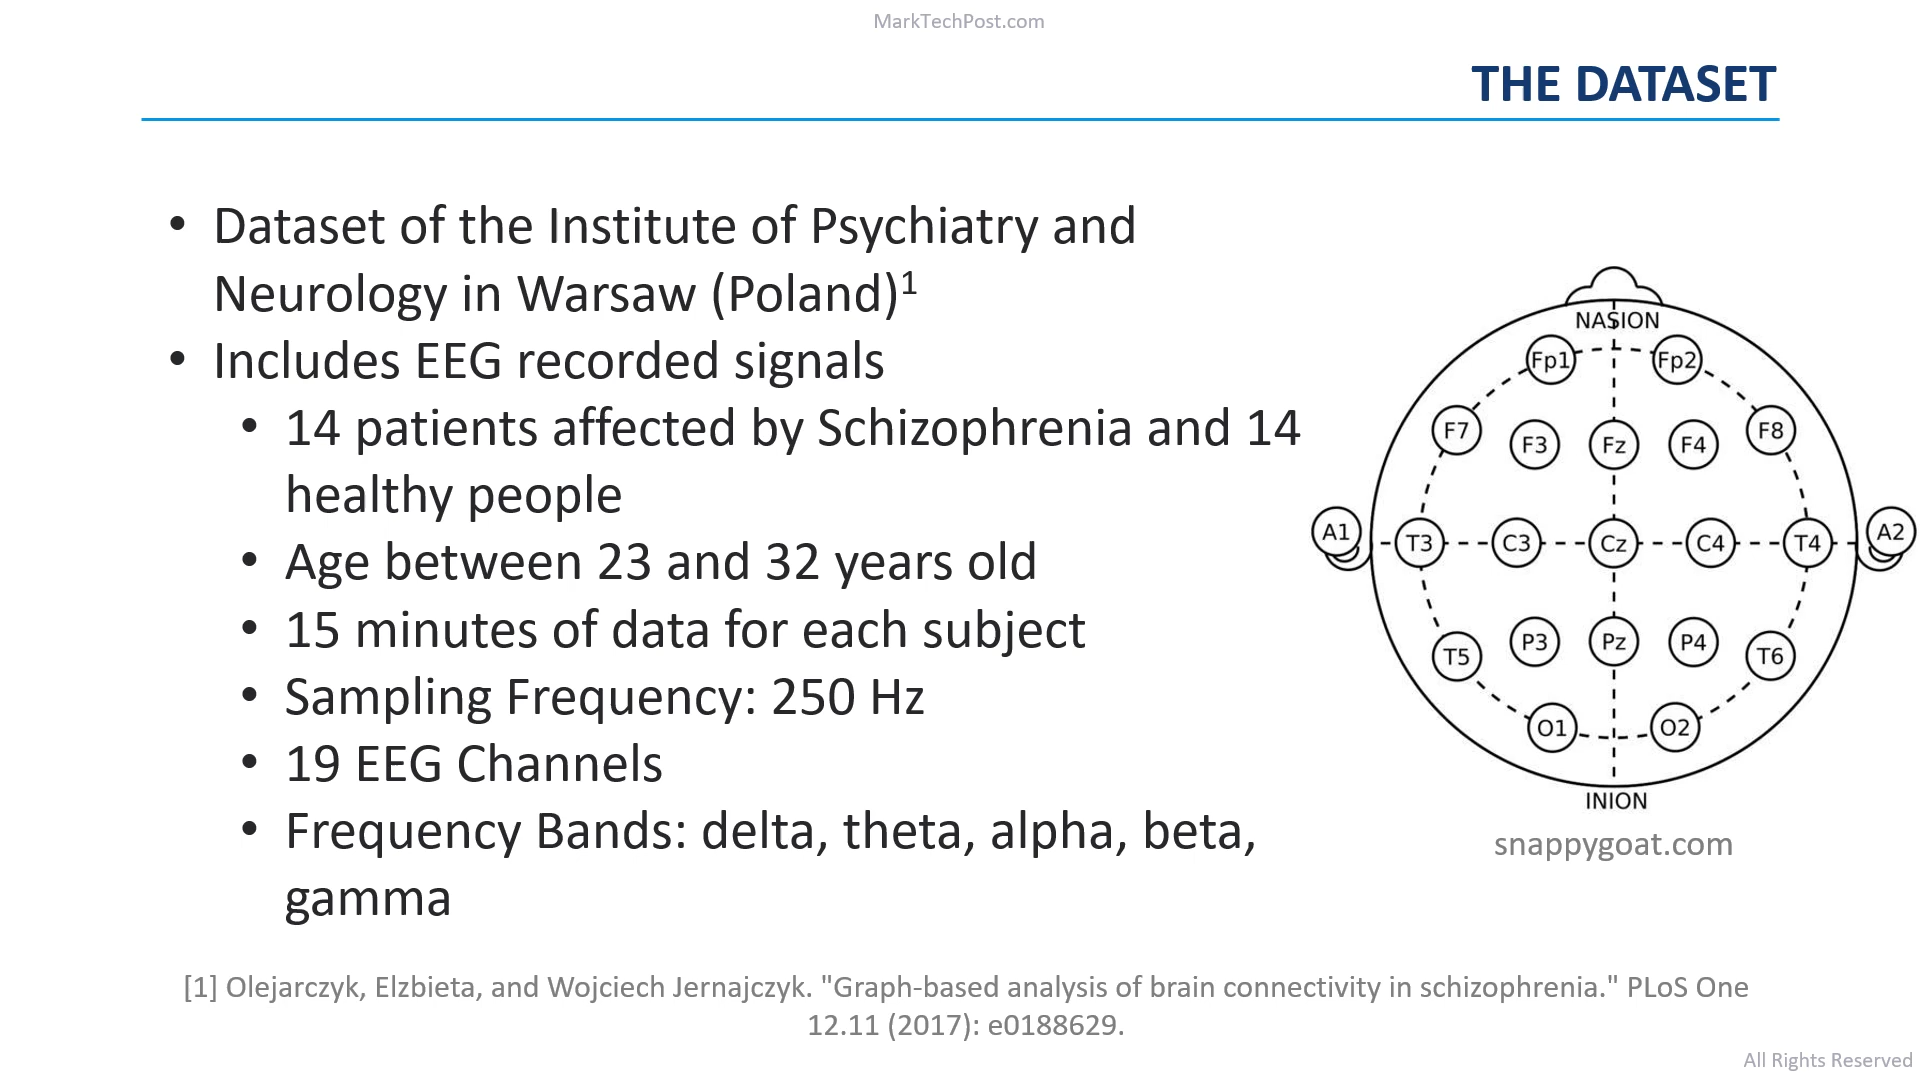 MarkTechPost.com
THE DATASET
• Dataset of the Institute of Psychiatry and
Neurology in Warsaw (Poland)¹
• Includes EEG recorded signals
• 14 patients affected by Schizophrenia and 14
healthy people
• Age between 23 and 32 years old
• 15 minutes of data for each subject
• Sampling Frequency: 250 Hz
• 19 EEG Channels
• Frequency Bands: delta, theta, alpha, beta,
gamma
NASION
Fp1 Fp2
F7 F3 Fz F4 F8
A1 T3 C3 Cz C4 T4 A2
T5 P3 Pz P4 T6
O1 O2
INION
snappygoat.com
[1] Olejarczyk, Elzbieta, and Wojciech Jernajczyk. "Graph-based analysis of brain connectivity in schizophrenia." PLoS One
12.11 (2017): e0188629.
All Rights Reserved